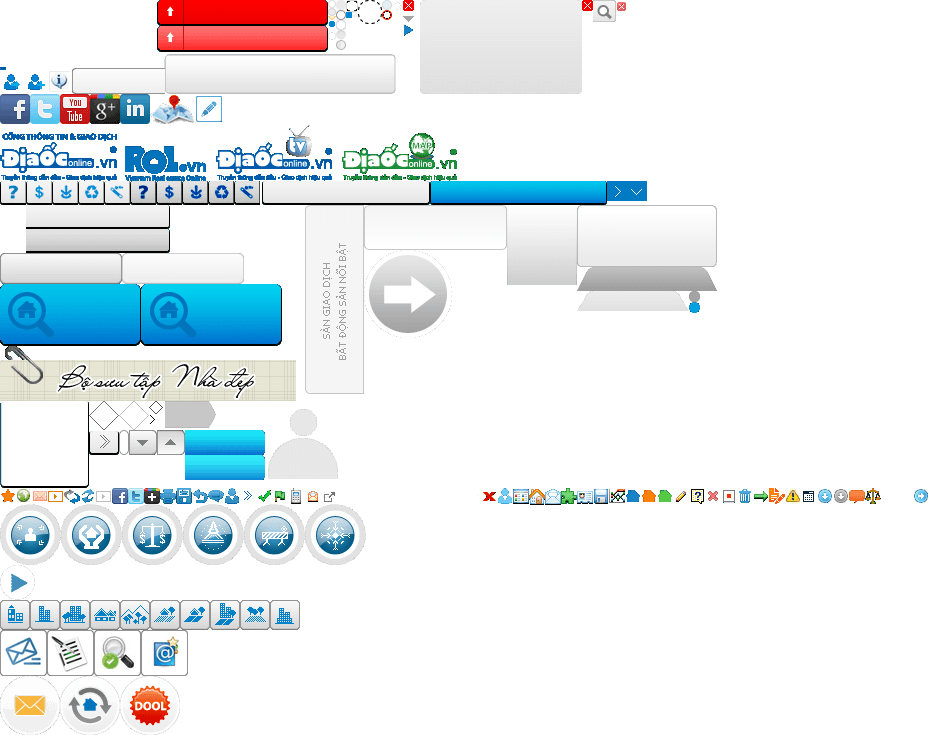 You
Tube
f
t
g+
in
CỔNG THÔNG TIN & GIAO DỊCH
ĐịaỐc online .vn
Truyền thông dẫn đầu - Giao dịch hiệu quả
ROL.vn
Vietnam Real estate Online
tv
ĐịaỐc online .vn
Truyền thông dẫn đầu - Giao dịch hiệu quả
MAP
ĐịaỐc online .vn
Truyền thông dẫn đầu - Giao dịch hiệu quả
? $ ? $
SÀN GIAO DỊCH
BẤT ĐỘNG SẢN NỔI BẬT
Bộ sưu tập Nhà đẹp
@
DOOL